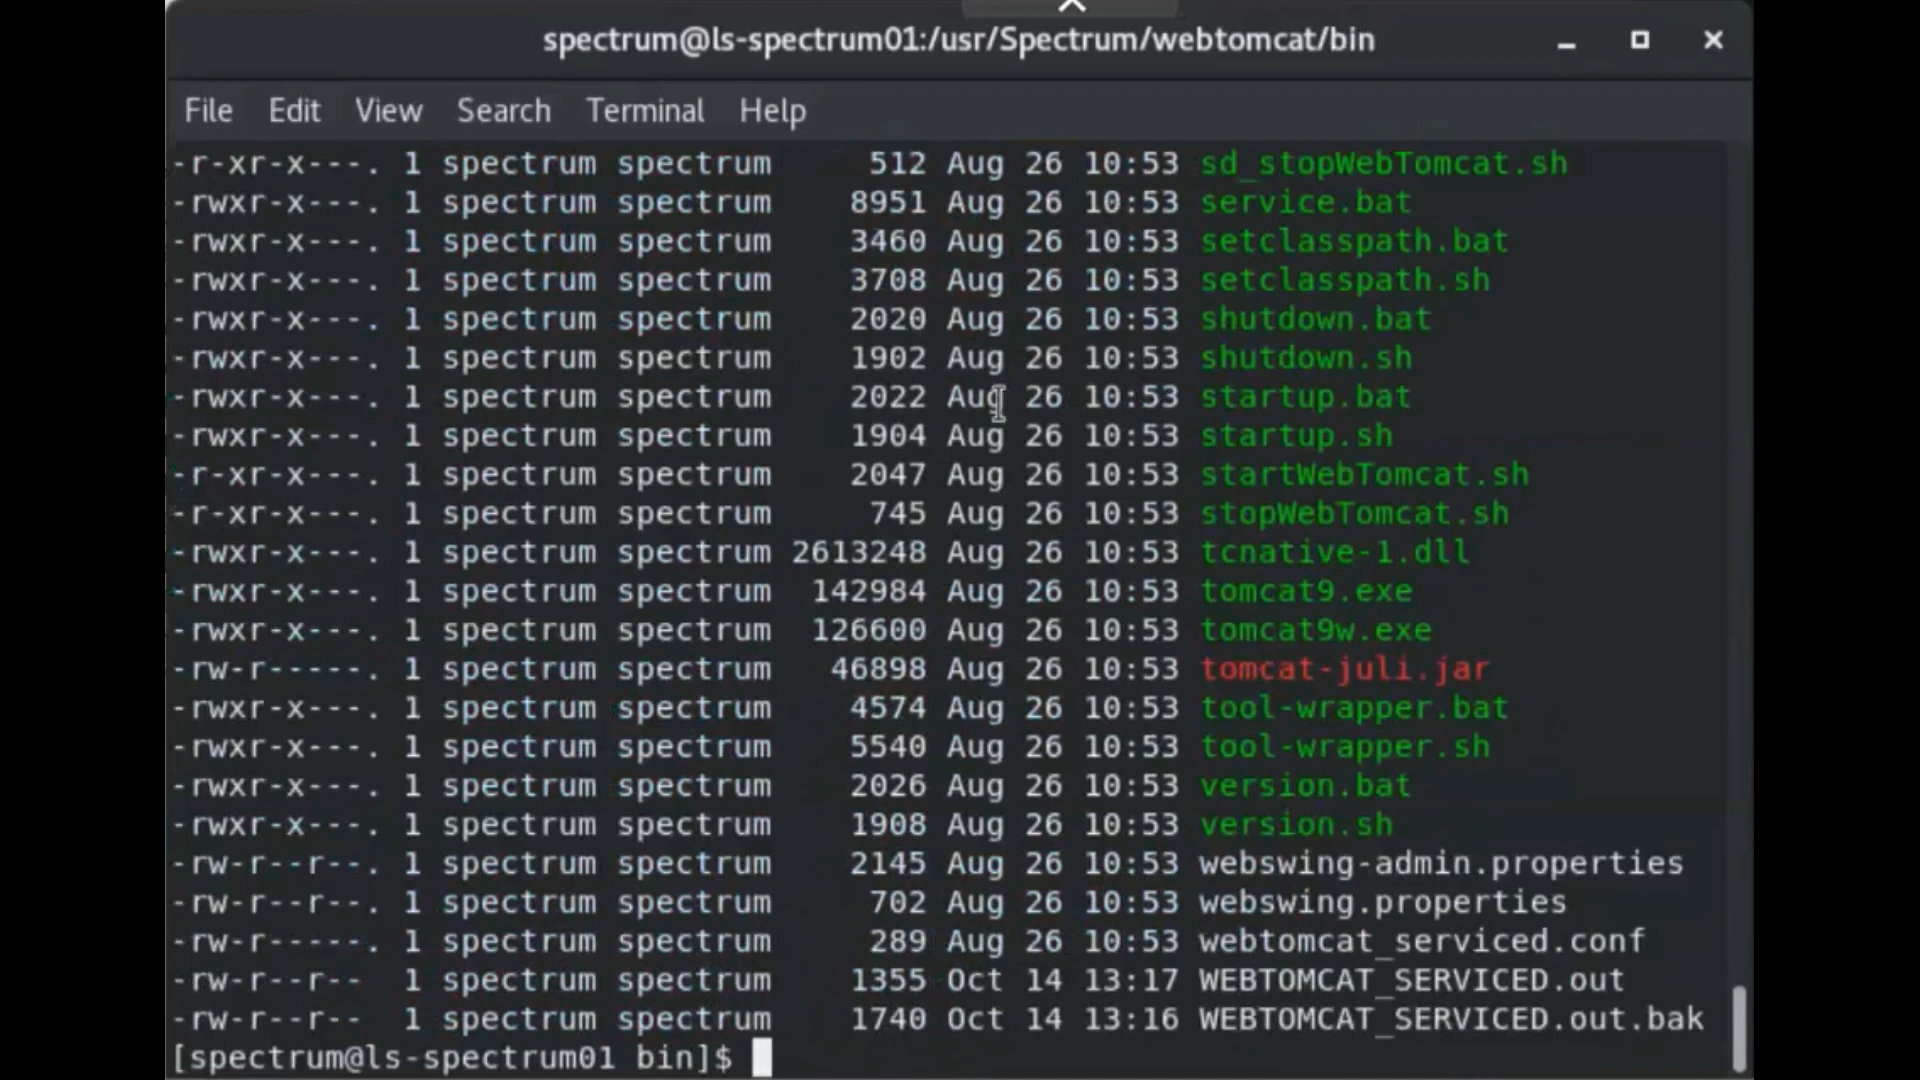 spectrum@ls-spectrum01:/usr/Spectrum/webtomcat/bin
File Edit View Search Terminal Help
-r-xr-x---. 1 spectrum spectrum 512 Aug 26 10:53 sd_stopWebTomcat.sh
-rwxr-x---. 1 spectrum spectrum 8951 Aug 26 10:53 service.bat
-rwxr-x---. 1 spectrum spectrum 3460 Aug 26 10:53 setclasspath.bat
-rwxr-x---. 1 spectrum spectrum 3708 Aug 26 10:53 setclasspath.sh
-rwxr-x---. 1 spectrum spectrum 2020 Aug 26 10:53 shutdown.bat
-rwxr-x---. 1 spectrum spectrum 1902 Aug 26 10:53 shutdown.sh
-rwxr-x---. 1 spectrum spectrum 2022 Aug 26 10:53 startup.bat
-rwxr-x---. 1 spectrum spectrum 1904 Aug 26 10:53 startup.sh
-r-xr-x---. 1 spectrum spectrum 2047 Aug 26 10:53 startWebTomcat.sh
-r-xr-x---. 1 spectrum spectrum 745 Aug 26 10:53 stopWebTomcat.sh
-rwxr-x---. 1 spectrum spectrum 2613248 Aug 26 10:53 tcnative-1.dll
-rwxr-x---. 1 spectrum spectrum 142984 Aug 26 10:53 tomcat9.exe
-rwxr-x---. 1 spectrum spectrum 126600 Aug 26 10:53 tomcat9w.exe
-rw-r-----. 1 spectrum spectrum 46898 Aug 26 10:53 tomcat-juli.jar
-rwxr-x---. 1 spectrum spectrum 4574 Aug 26 10:53 tool-wrapper.bat
-rwxr-x---. 1 spectrum spectrum 5540 Aug 26 10:53 tool-wrapper.sh
-rwxr-x---. 1 spectrum spectrum 2026 Aug 26 10:53 version.bat
-rwxr-x---. 1 spectrum spectrum 1908 Aug 26 10:53 version.sh
-rw-r--r--. 1 spectrum spectrum 2145 Aug 26 10:53 webswing-admin.properties
-rw-r--r--. 1 spectrum spectrum 702 Aug 26 10:53 webswing.properties
-rw-r-----. 1 spectrum spectrum 289 Aug 26 10:53 webtomcat_serviced.conf
-rw-r--r-- 1 spectrum spectrum 1355 Oct 14 13:17 WEBTOMCAT_SERVICED.out
-rw-r--r-- 1 spectrum spectrum 1740 Oct 14 13:16 WEBTOMCAT_SERVICED.out.bak
[spectrum@ls-spectrum01 bin]$